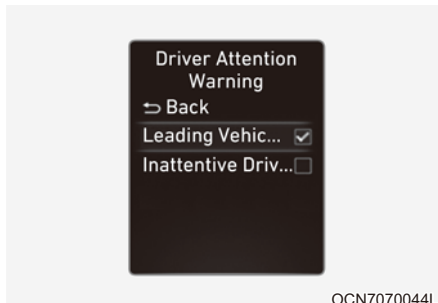 Driver Attention
Warning
Back
Leading Vehic...
Inattentive Driv...
OCN7070044L